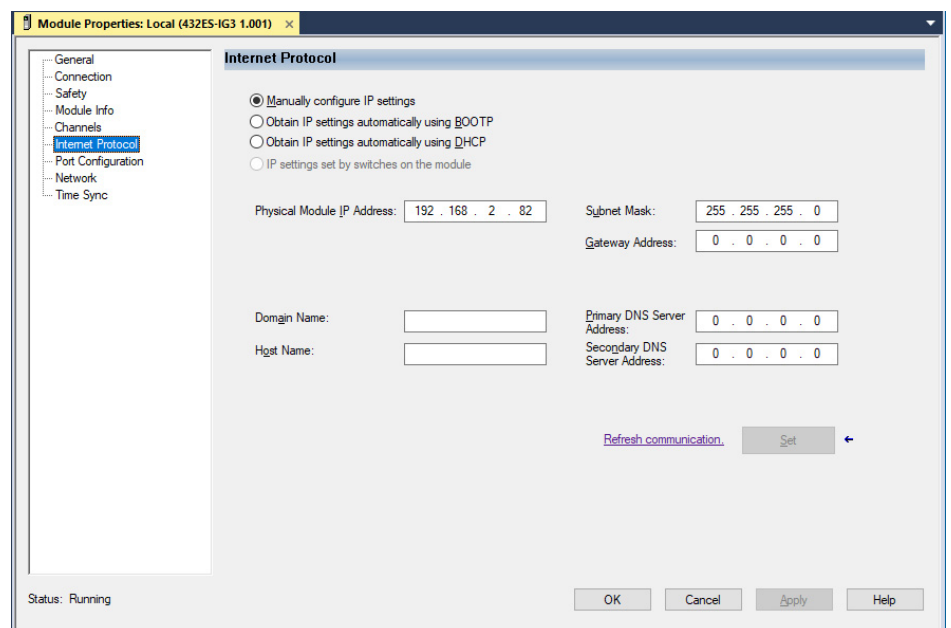 Module Properties: Local (432ES-IG3 1.001) ×
General
Connection
Safety
Module Info
Channels
Internet Protocol
Port Configuration
Network
Time Sync
Internet Protocol
Manually configure IP settings
Obtain IP settings automatically using BOOTP
Obtain IP settings automatically using DHCP
IP settings set by switches on the module
Physical Module IP Address: 192 . 168 . 2 . 82
Subnet Mask: 255 . 255 . 255 . 0
Gateway Address: 0 . 0 . 0 . 0
Domain Name:
Host Name:
Primary DNS Server
Address: 0 . 0 . 0 . 0
Secondary DNS
Server Address: 0 . 0 . 0 . 0
Refresh communication. Set
Status: Running
OK Cancel Apply Help